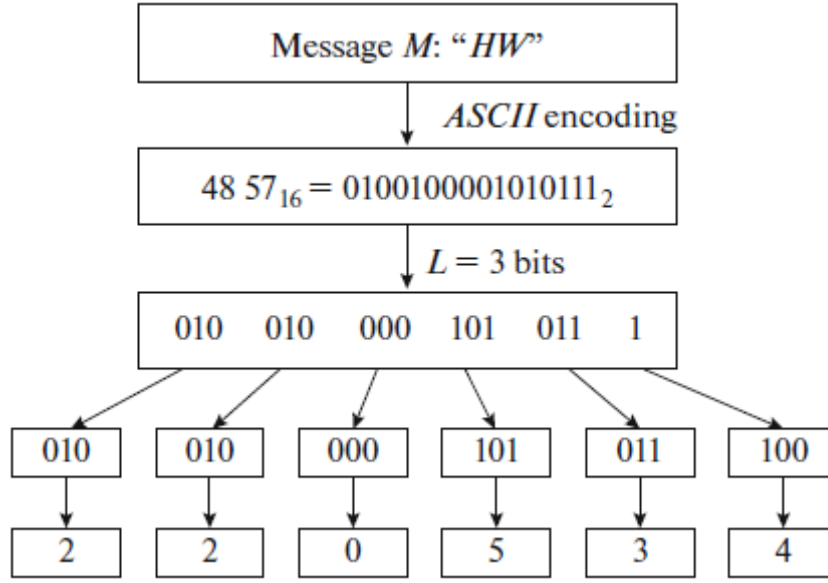 Message M: “HW”
ASCII encoding
48 57₁₆ = 0100100001010111₂
L = 3 bits
010 010 000 101 011 1
010 010 000 101 011 100
2 2 0 5 3 4